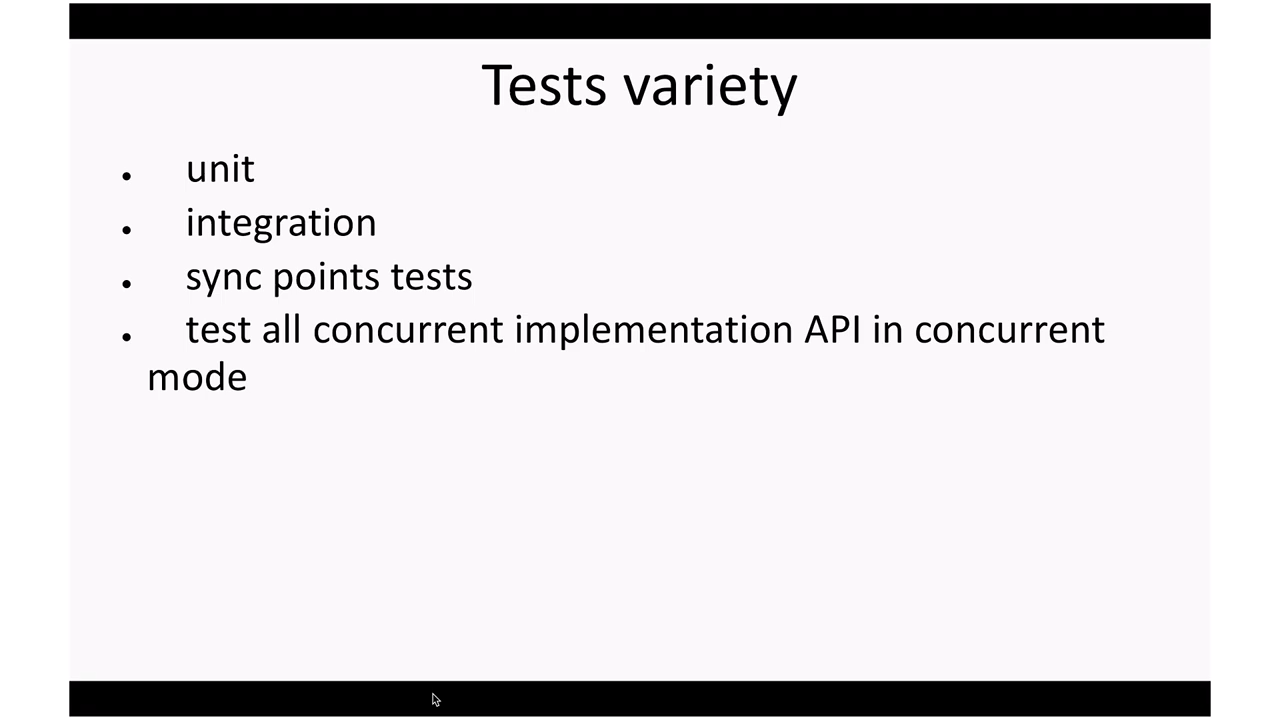 Tests variety
• unit
• integration
• sync points tests
• test all concurrent implementation API in concurrent
mode